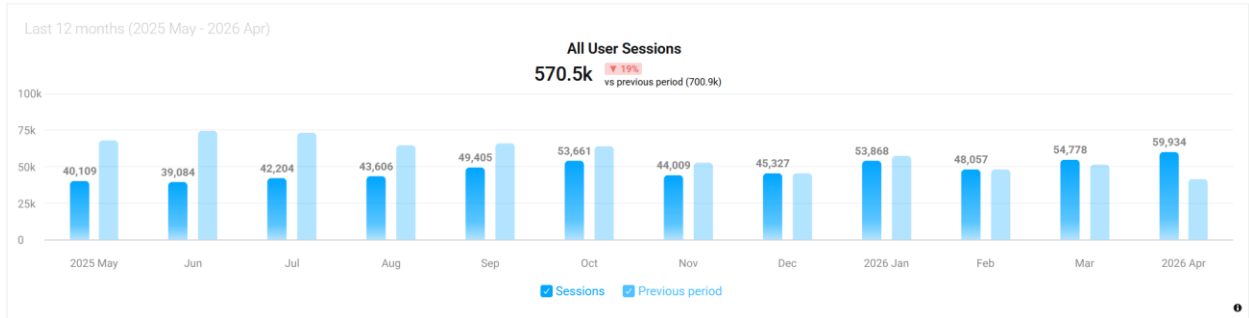 Last 12 months (2025 May - 2026 Apr)
All User Sessions
570.5k ▼ 19%
vs previous period (700.9k)
100k
75k
50k
25k
0
40,109
39,084
42,204
43,606
49,405
53,661
44,009
45,327
53,868
48,057
54,778
59,934
2025 May Jun Jul Aug Sep Oct Nov Dec 2026 Jan Feb Mar 2026 Apr
Sessions Previous period